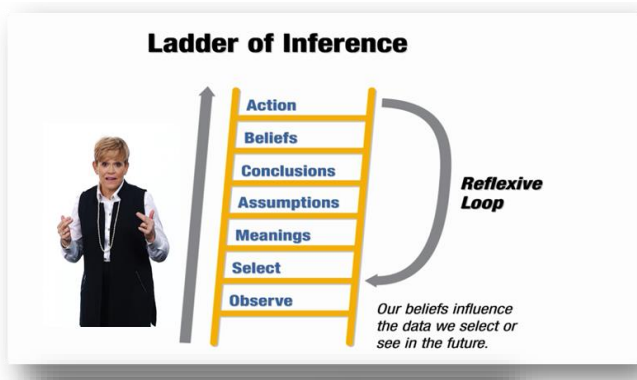 Ladder of Inference
Action
Beliefs
Conclusions
Assumptions
Meanings
Select
Observe
Reflexive
Loop
Our beliefs influence
the data we select or
see in the future.